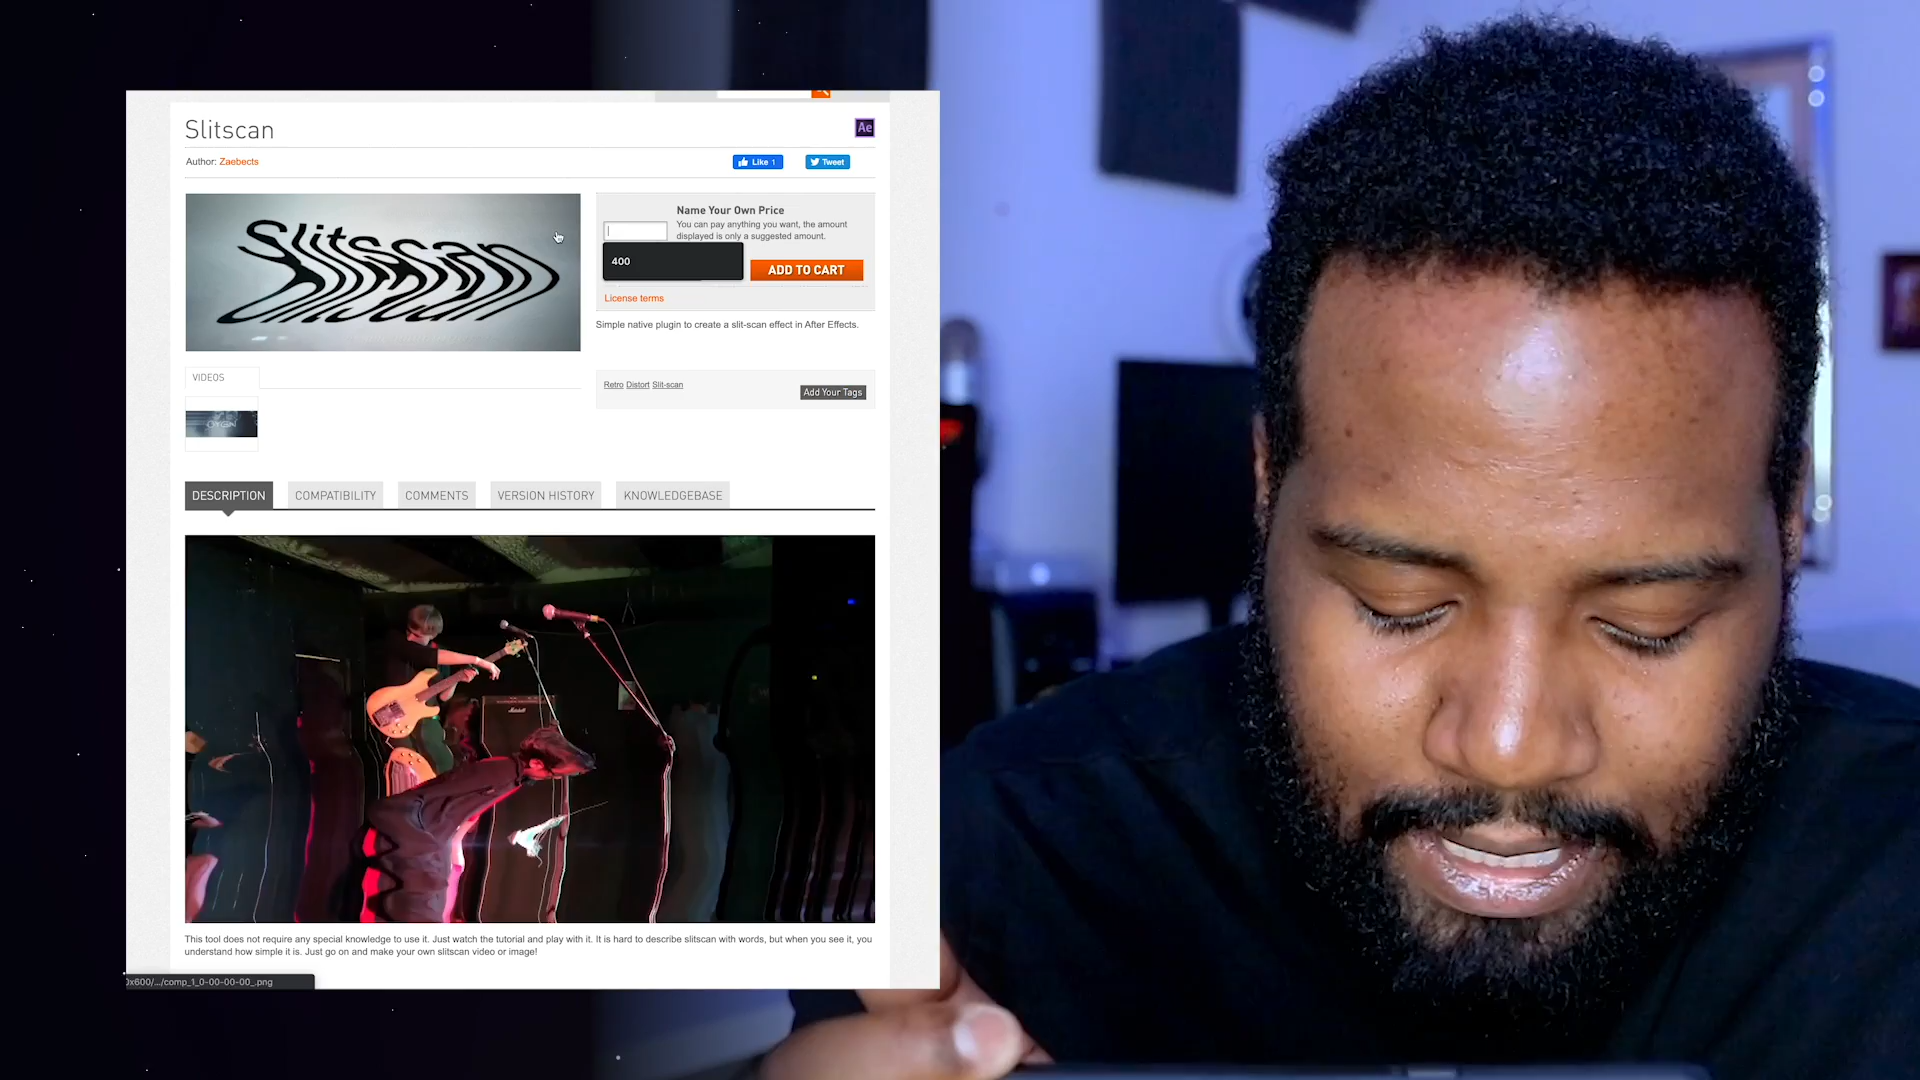 Slitscan
Ae
Author: Zaebects
Like 1
Tweet
Slitscan
Name Your Own Price
You can pay anything you want, the amount
displayed is only a suggested amount.
400
ADD TO CART
License terms
Simple native plugin to create a slit-scan effect in After Effects.
VIDEOS
Retro Distort Slit-scan
Add Your Tags
DESCRIPTION
COMPATIBILITY
COMMENTS
VERSION HISTORY
KNOWLEDGEBASE
Marshall
This tool does not require any special knowledge to use it. Just watch the tutorial and play with it. It is hard to describe slitscan with words, but when you see it, you
understand how simple it is. Just go on and make your own slitscan video or image!
0x600/.../comp_1_0-00-00-00_.png